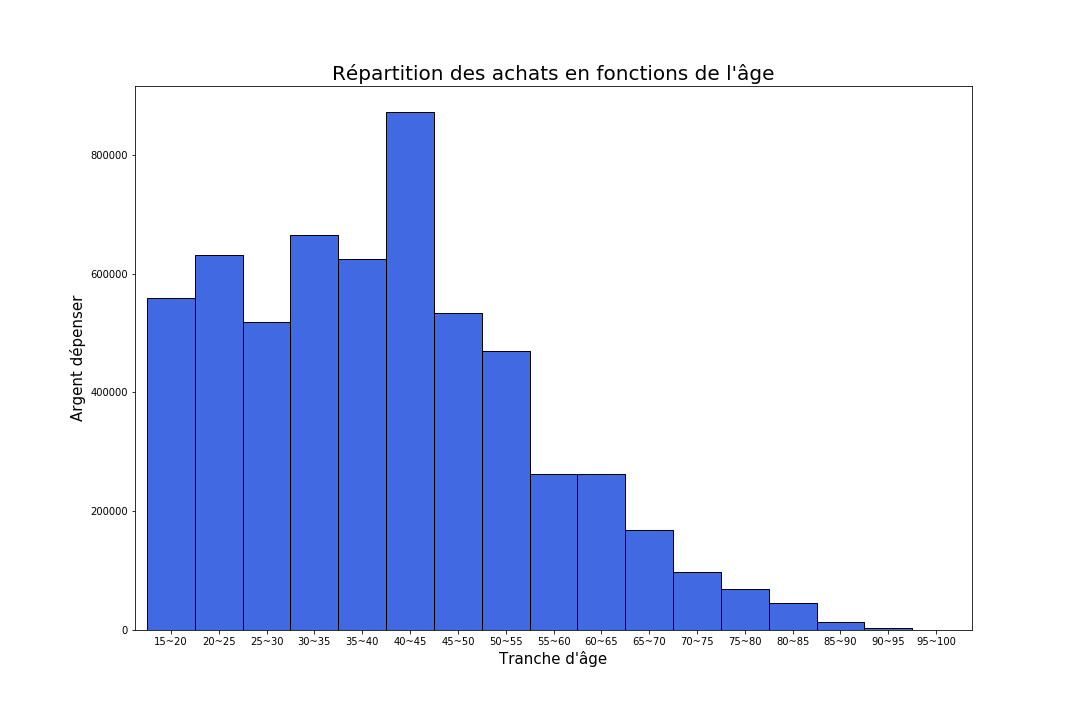 Répartition des achats en fonctions de l'âge
800000
600000
400000
200000
0
Argent dépenser
15~20 20~25 25~30 30~35 35~40 40~45 45~50 50~55 55~60 60~65 65~70 70~75 75~80 80~85 85~90 90~95 95~100
Tranche d'âge